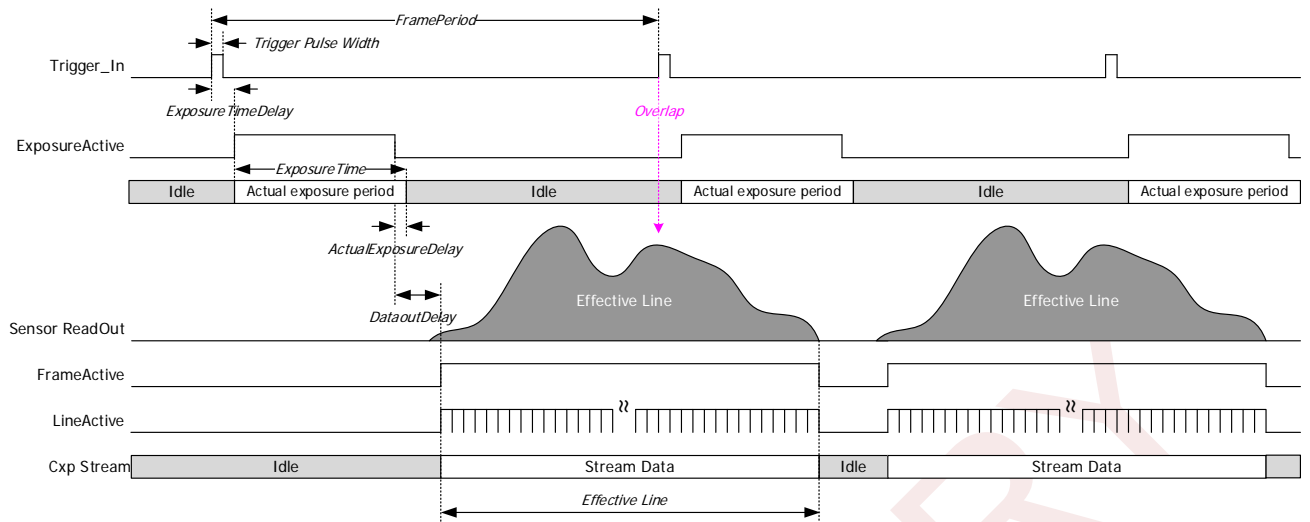 FramePeriod
Trigger Pulse Width
Trigger_In
ExposureTimeDelay
Overlap
ExposureActive
ExposureTime
Idle Actual exposure period Idle Actual exposure period Idle Actual exposure period
ActualExposureDelay
Effective Line Effective Line
DataoutDelay
Sensor ReadOut
FrameActive
LineActive
Cxp Stream Idle Stream Data Idle Stream Data
Effective Line